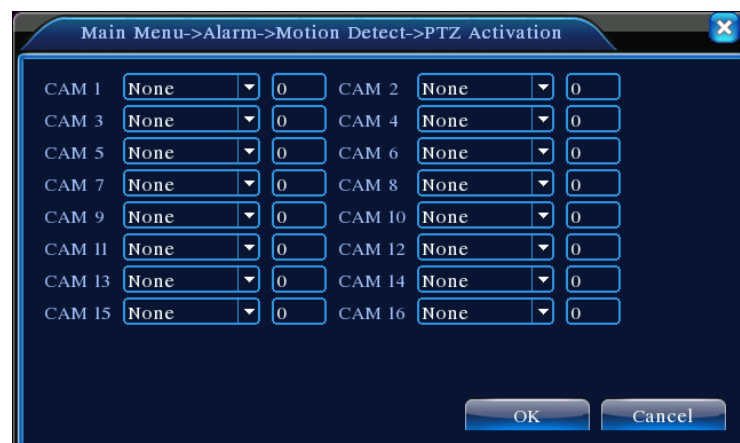 Main Menu->Alarm->Motion Detect->PTZ Activation
CAM 1 None 0 CAM 2 None 0
CAM 3 None 0 CAM 4 None 0
CAM 5 None 0 CAM 6 None 0
CAM 7 None 0 CAM 8 None 0
CAM 9 None 0 CAM 10 None 0
CAM 11 None 0 CAM 12 None 0
CAM 13 None 0 CAM 14 None 0
CAM 15 None 0 CAM 16 None 0
OK Cancel